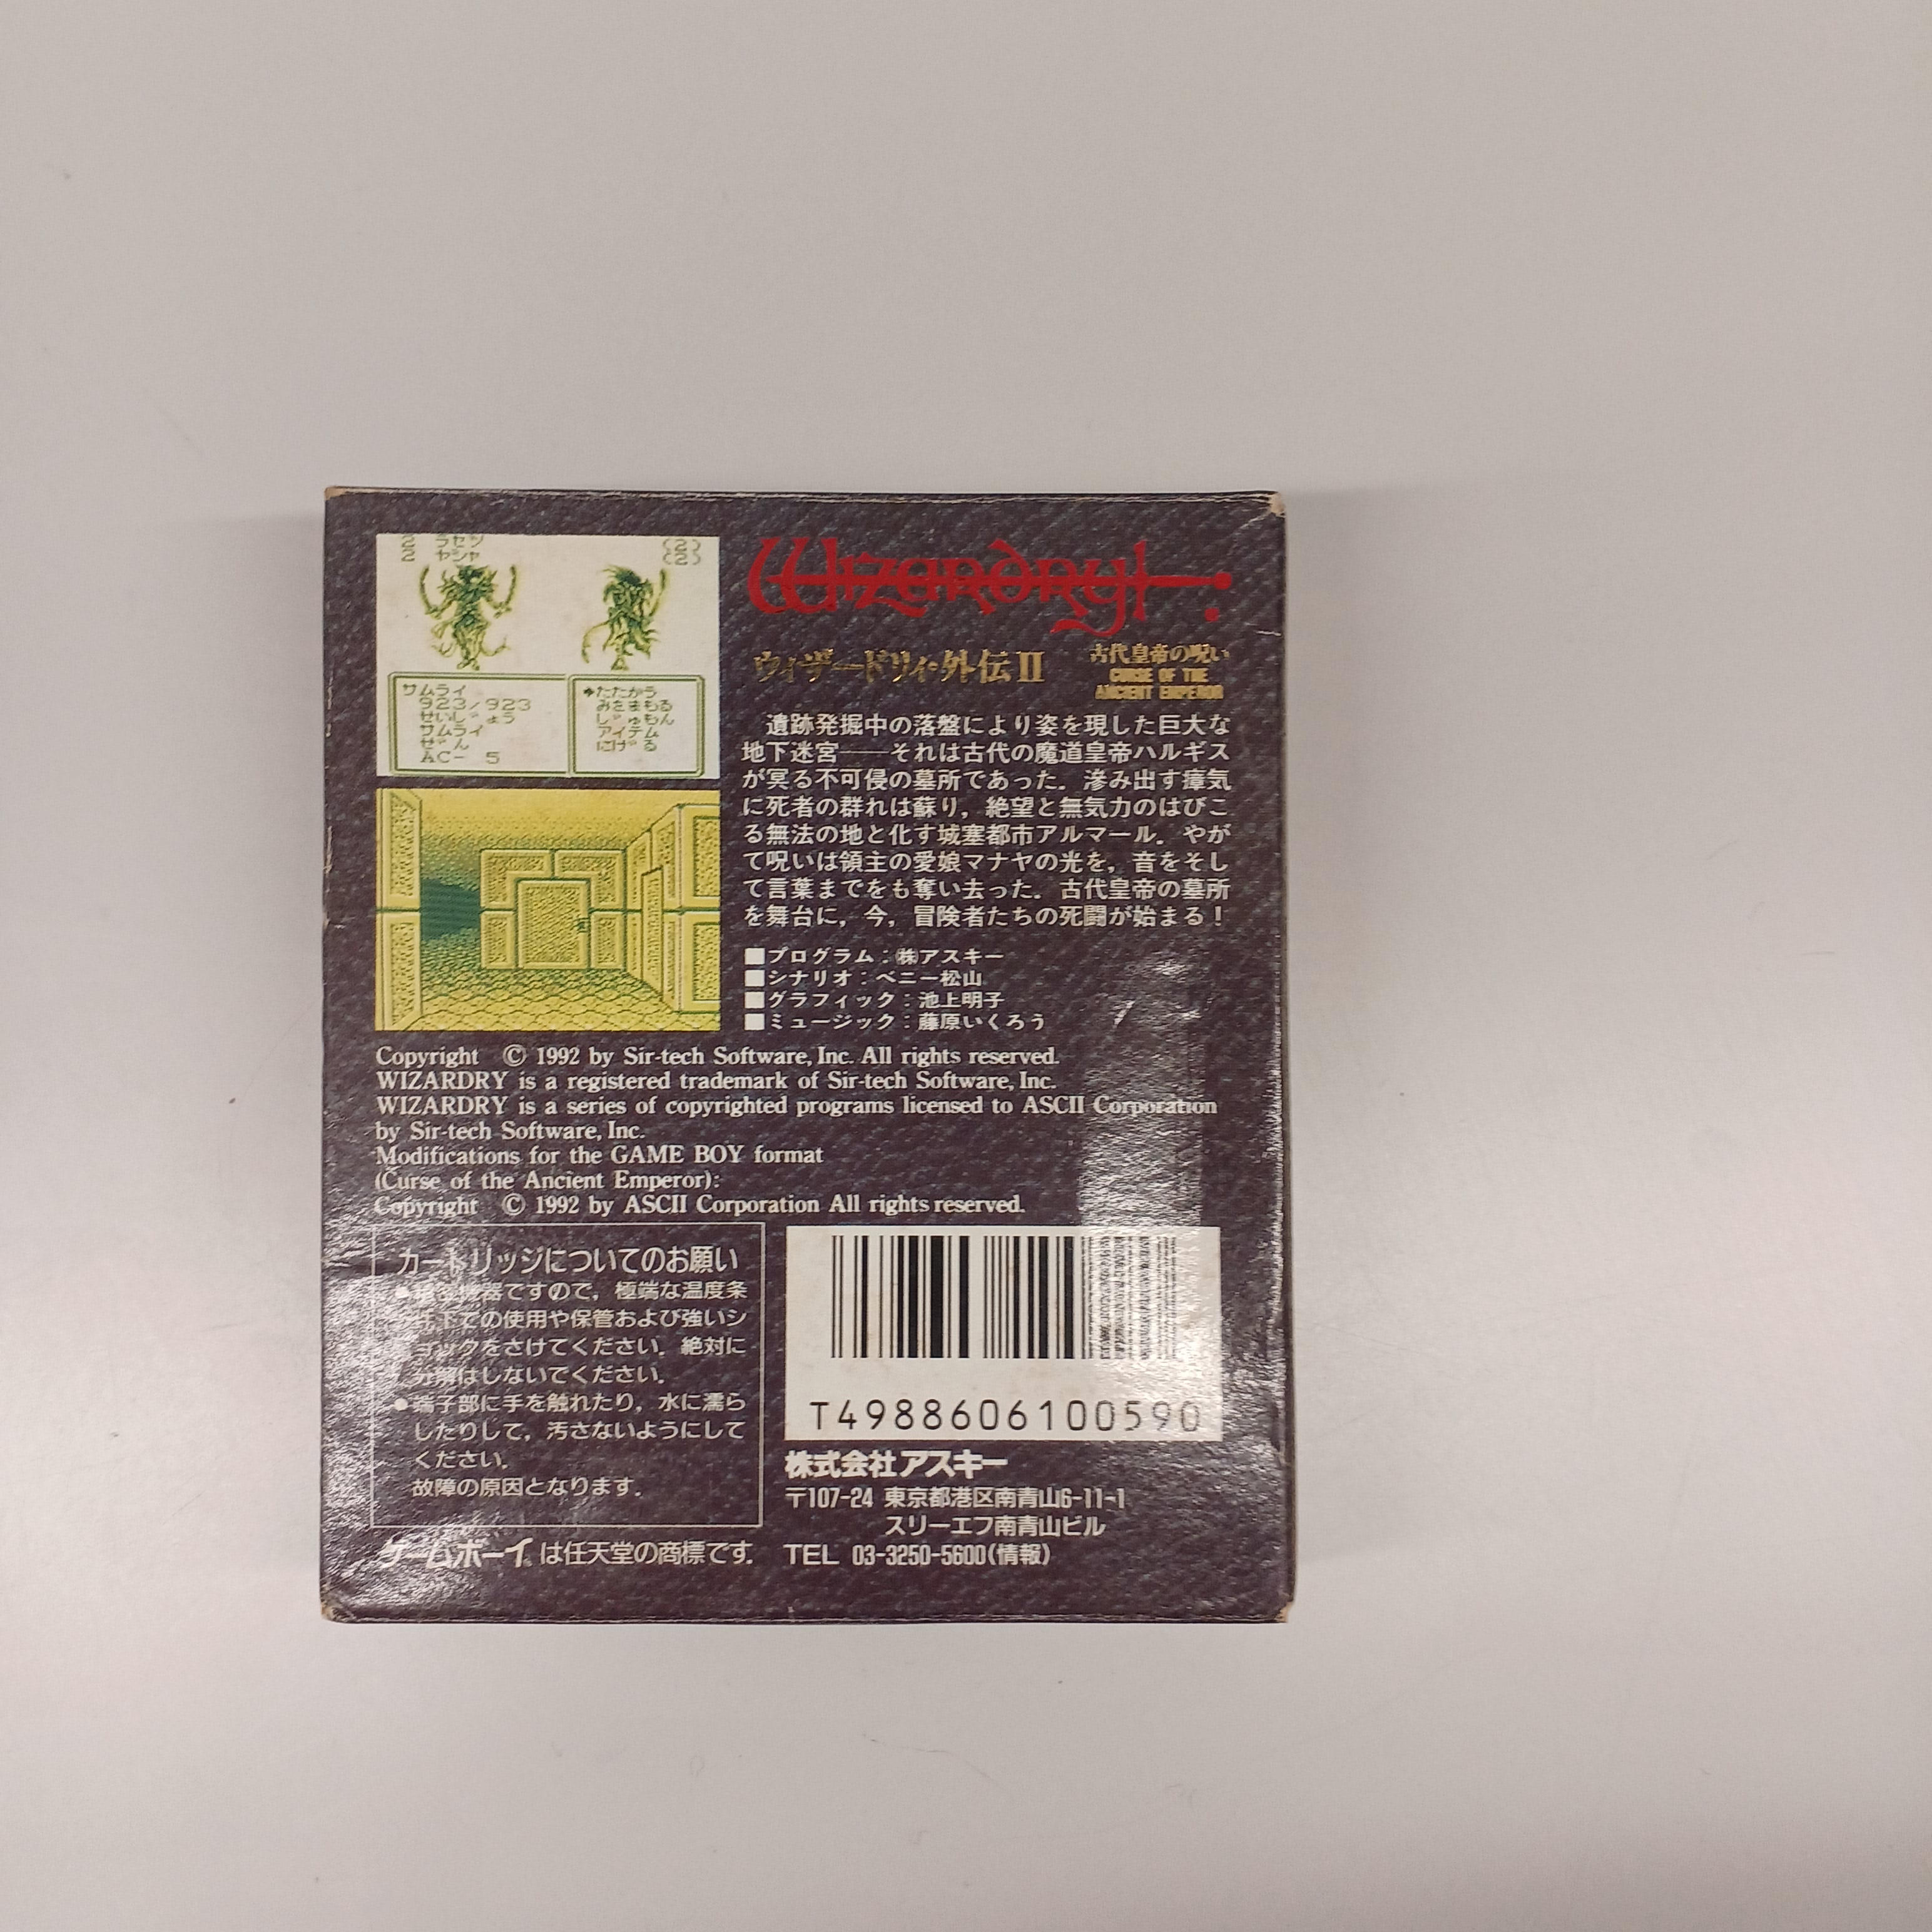 2 ラセツ (2)
2 ヤシャ (2)
サムライ
923/923
せいじょう
サムライ
ぜん
AC- 5
たたかう
みをまもる
じゅもん
アイテム
にげる
Wizardry
ウィザードリィ・外伝II
古代皇帝の呪い
CURSE OF THE
ANCIENT EMPEROR
遺跡発掘中の落盤により姿を現した巨大な
地下迷宮──それは古代の魔道皇帝ハルギス
が冥る不可侵の墓所であった。滲み出す瘴気
に死者の群れは蘇り，絶望と無気力のはびこ
る無法の地と化す城塞都市アルマール。やが
て呪いは領主の愛娘マナヤの光を，音をそし
て言葉までをも奪い去った。古代皇帝の墓所
を舞台に，今，冒険者たちの死闘が始まる！
■プログラム：㈱アスキー
■シナリオ：ベニー松山
■グラフィック：池上明子
■ミュージック：藤原いくろう
Copyright © 1992 by Sir-tech Software, Inc. All rights reserved.
WIZARDRY is a registered trademark of Sir-tech Software, Inc.
WIZARDRY is a series of copyrighted programs licensed to ASCII Corporation
by Sir-tech Software, Inc.
Modifications for the GAME BOY format
(Curse of the Ancient Emperor):
Copyright © 1992 by ASCII Corporation All rights reserved.
カートリッジについてのお願い
●精密機器ですので，極端な温度条
件下での使用や保管および強いシ
ョックをさけてください。絶対に
分解はしないでください。
●端子部に手を触れたり，水に濡ら
したりして，汚さないようにして
ください。
故障の原因となります。
ゲームボーイは任天堂の商標です。
T4988606100590
株式会社アスキー
〒107-24 東京都港区南青山6-11-1
スリーエフ南青山ビル
TEL 03-3250-5600(情報)